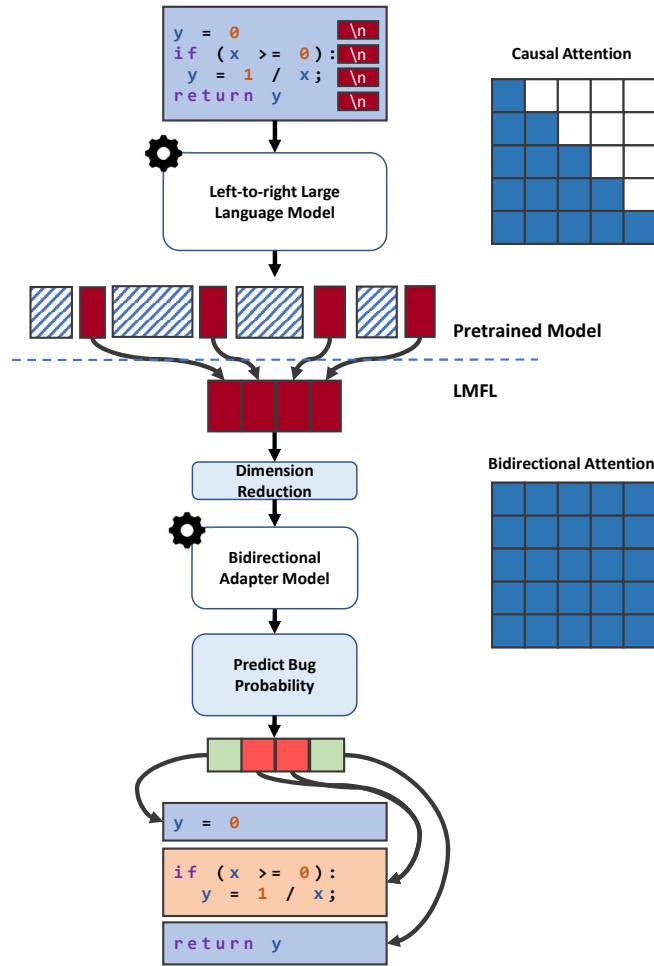 y = 0 \n
if (x >= 0): \n
y = 1 / x; \n
return y \n
Causal Attention
Left-to-right Large
Language Model
Pretrained Model
LMFL
Dimension
Reduction
Bidirectional Attention
Bidirectional
Adapter Model
Predict Bug
Probability
y = 0
if (x >= 0):
y = 1 / x;
return y